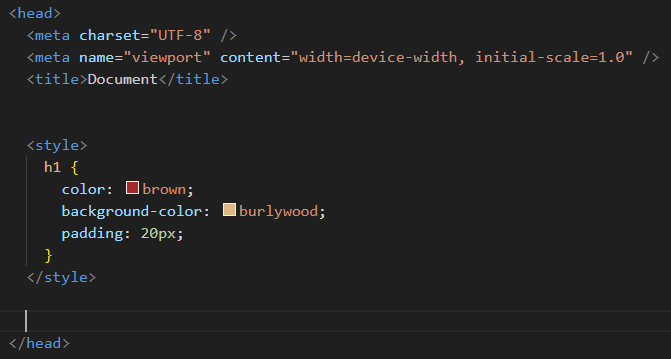 <head>
<meta charset="UTF-8" />
<meta name="viewport" content="width=device-width, initial-scale=1.0" />
<title>Document</title>
<style>
h1 {
color: brown;
background-color: burlywood;
padding: 20px;
}
</style>
</head>